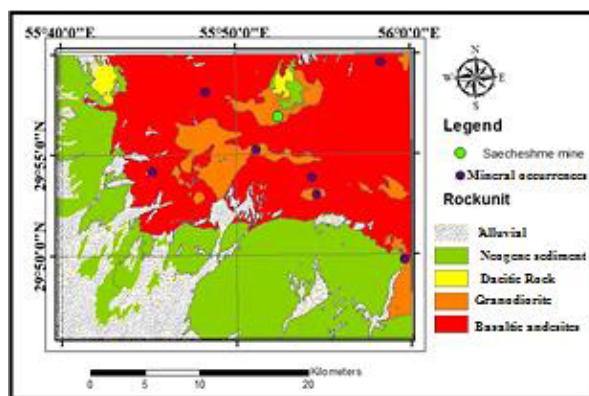 55°40'0"E 55°50'0"E 56°0'0"E
29°55'0"N
29°50'0"N
N
W E
S
Legend
Saecheshme mine
Mineral occurrences
Rockunit
Alluvial
Neogene sediment
Dacitic Rock
Granodiorite
Basaltic andesites
Kilometers
0 5 10 20